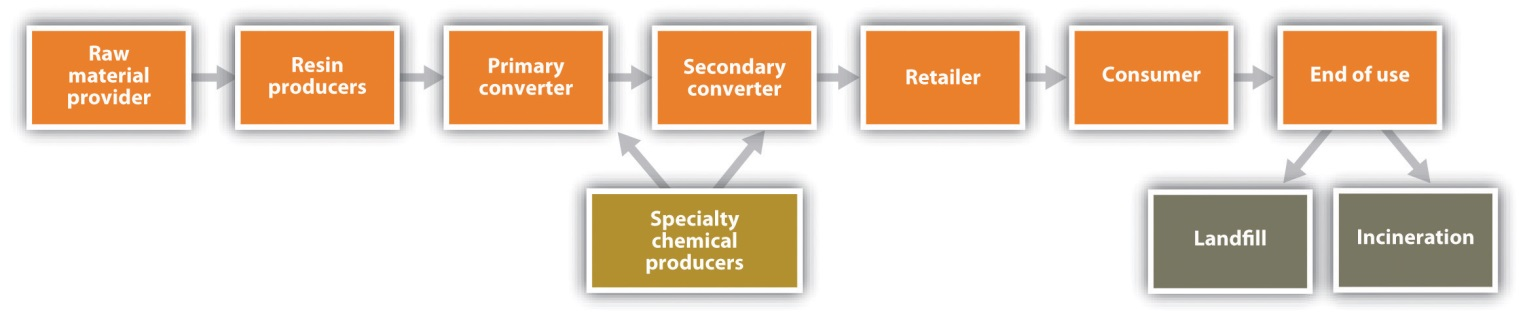 Raw
material
provider
Resin
producers
Primary
converter
Secondary
converter
Retailer
Consumer
End of use
Specialty
chemical
producers
Landfill
Incineration